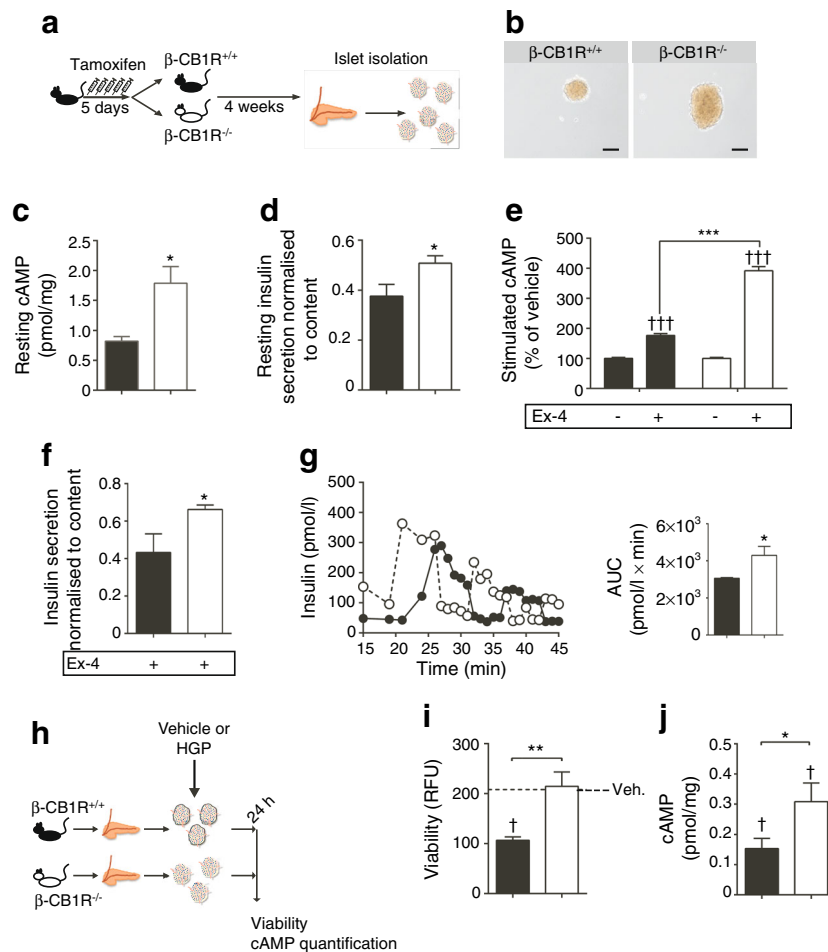 a
Tamoxifen
5 days
β-CB1R+/+
β-CB1R-/-
4 weeks
Islet isolation
b
β-CB1R+/+
β-CB1R-/-
c
Resting cAMP
(pmol/mg)
2.5
2.0
1.5
1.0
0.5
0
*
d
Resting insulin
secretion normalised
to content
0.6
0.4
0.2
0
*
e
Stimulated cAMP
(% of vehicle)
500
400
300
200
100
0
†††
***
†††
Ex-4 - + - +
f
Insulin secretion
normalised to content
0.8
0.6
0.4
0.2
0
*
Ex-4 + +
g
Insulin (pmol/l)
500
400
300
200
100
0
15 20 25 30 35 40 45
Time (min)
AUC
(pmol/l × min)
6×10³
4×10³
2×10³
0
*
h
Vehicle or
HGP
β-CB1R+/+
β-CB1R-/-
24 h
Viability
cAMP quantification
i
Viability (RFU)
300
200
100
0
**
†
Veh.
j
cAMP
(pmol/mg)
0.5
0.4
0.3
0.2
0.1
0
*
†
†